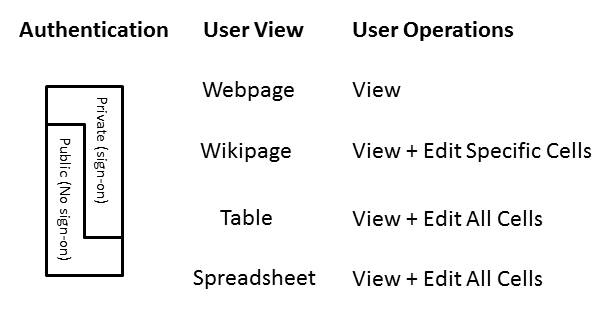 Authentication User View User Operations
Webpage View
Wikipage View + Edit Specific Cells
Table View + Edit All Cells
Spreadsheet View + Edit All Cells
Private (sign-on)
Public (No sign-on)